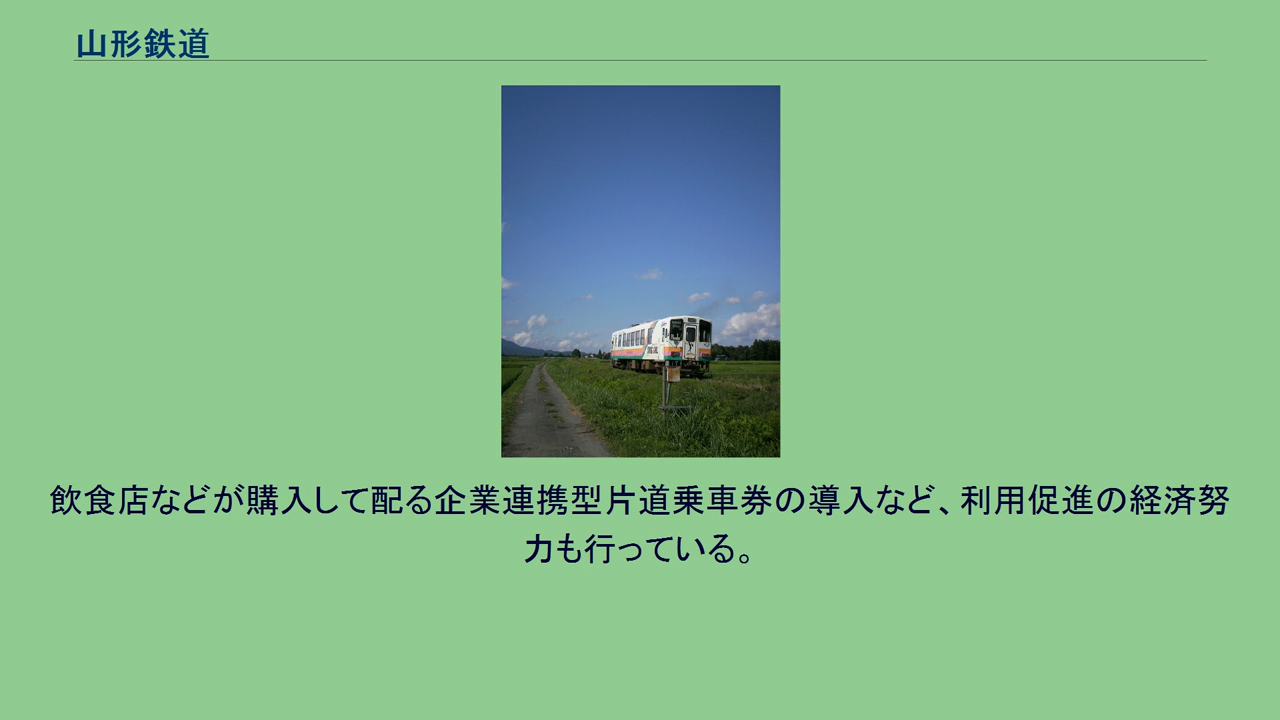 山形鉄道
飲食店などが購入して配る企業連携型片道乗車券の導入など、利用促進の経済努
力も行っている。